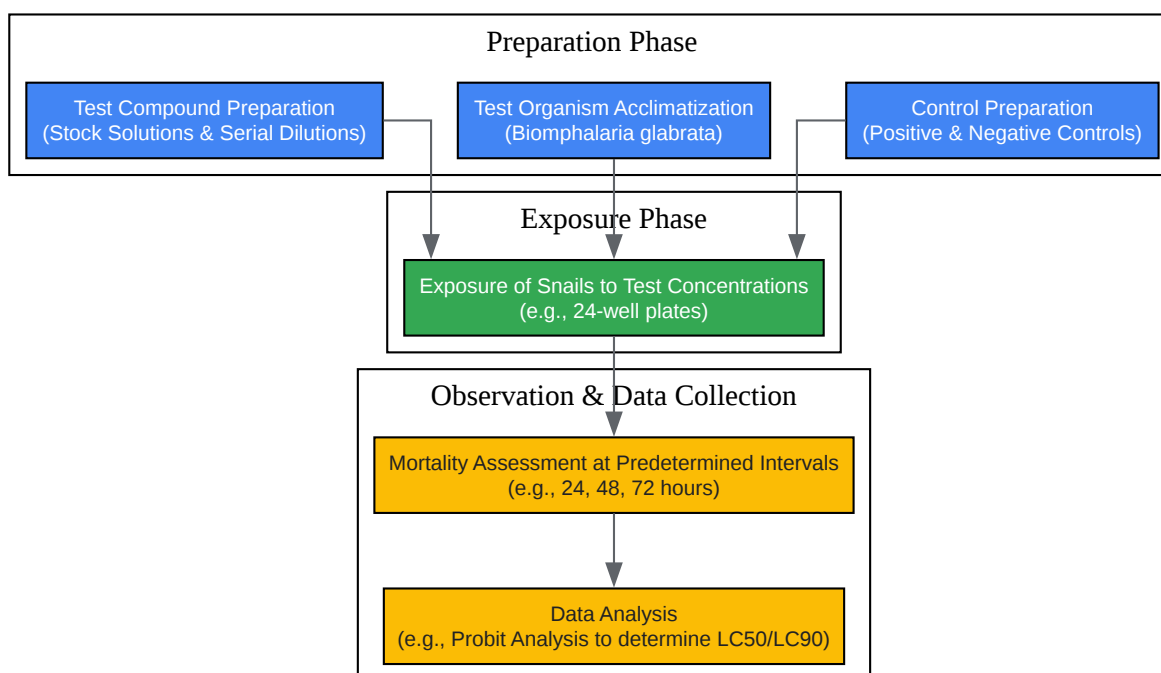 Preparation Phase
Test Compound Preparation
(Stock Solutions & Serial Dilutions)
Test Organism Acclimatization
(Biomphalaria glabrata)
Control Preparation
(Positive & Negative Controls)
Exposure Phase
Exposure of Snails to Test Concentrations
(e.g., 24-well plates)
Observation & Data Collection
Mortality Assessment at Predetermined Intervals
(e.g., 24, 48, 72 hours)
Data Analysis
(e.g., Probit Analysis to determine LC50/LC90)